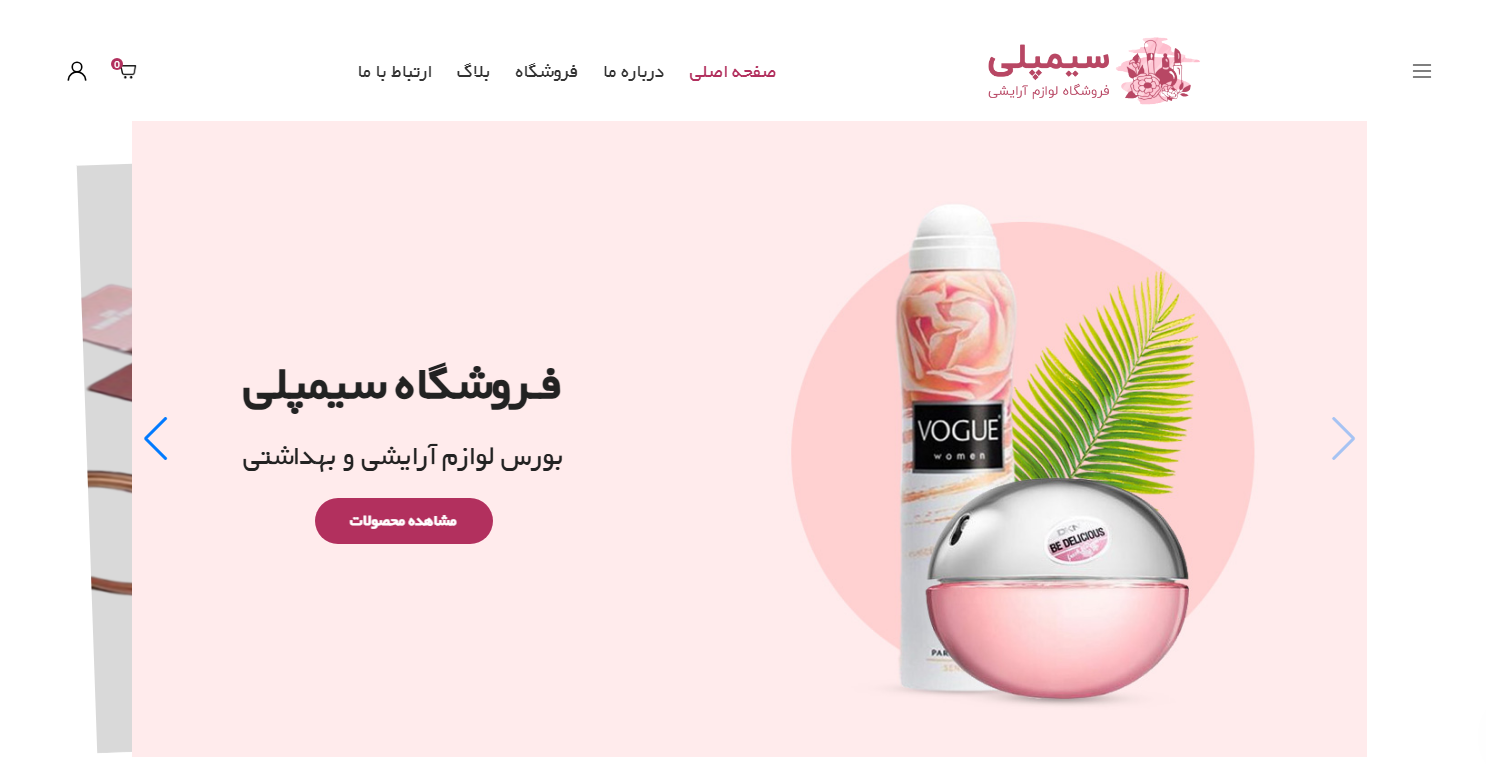 سیمپلی
فروشگاه لوازم آرایشی
صفحه اصلی
درباره ما
فروشگاه
بلاگ
ارتباط با ما
0
فروشگاه سیمپلی
بورس لوازم آرایشی و بهداشتی
مشاهده محصولات
VOGUE
women
DKNY
BE DELICIOUS